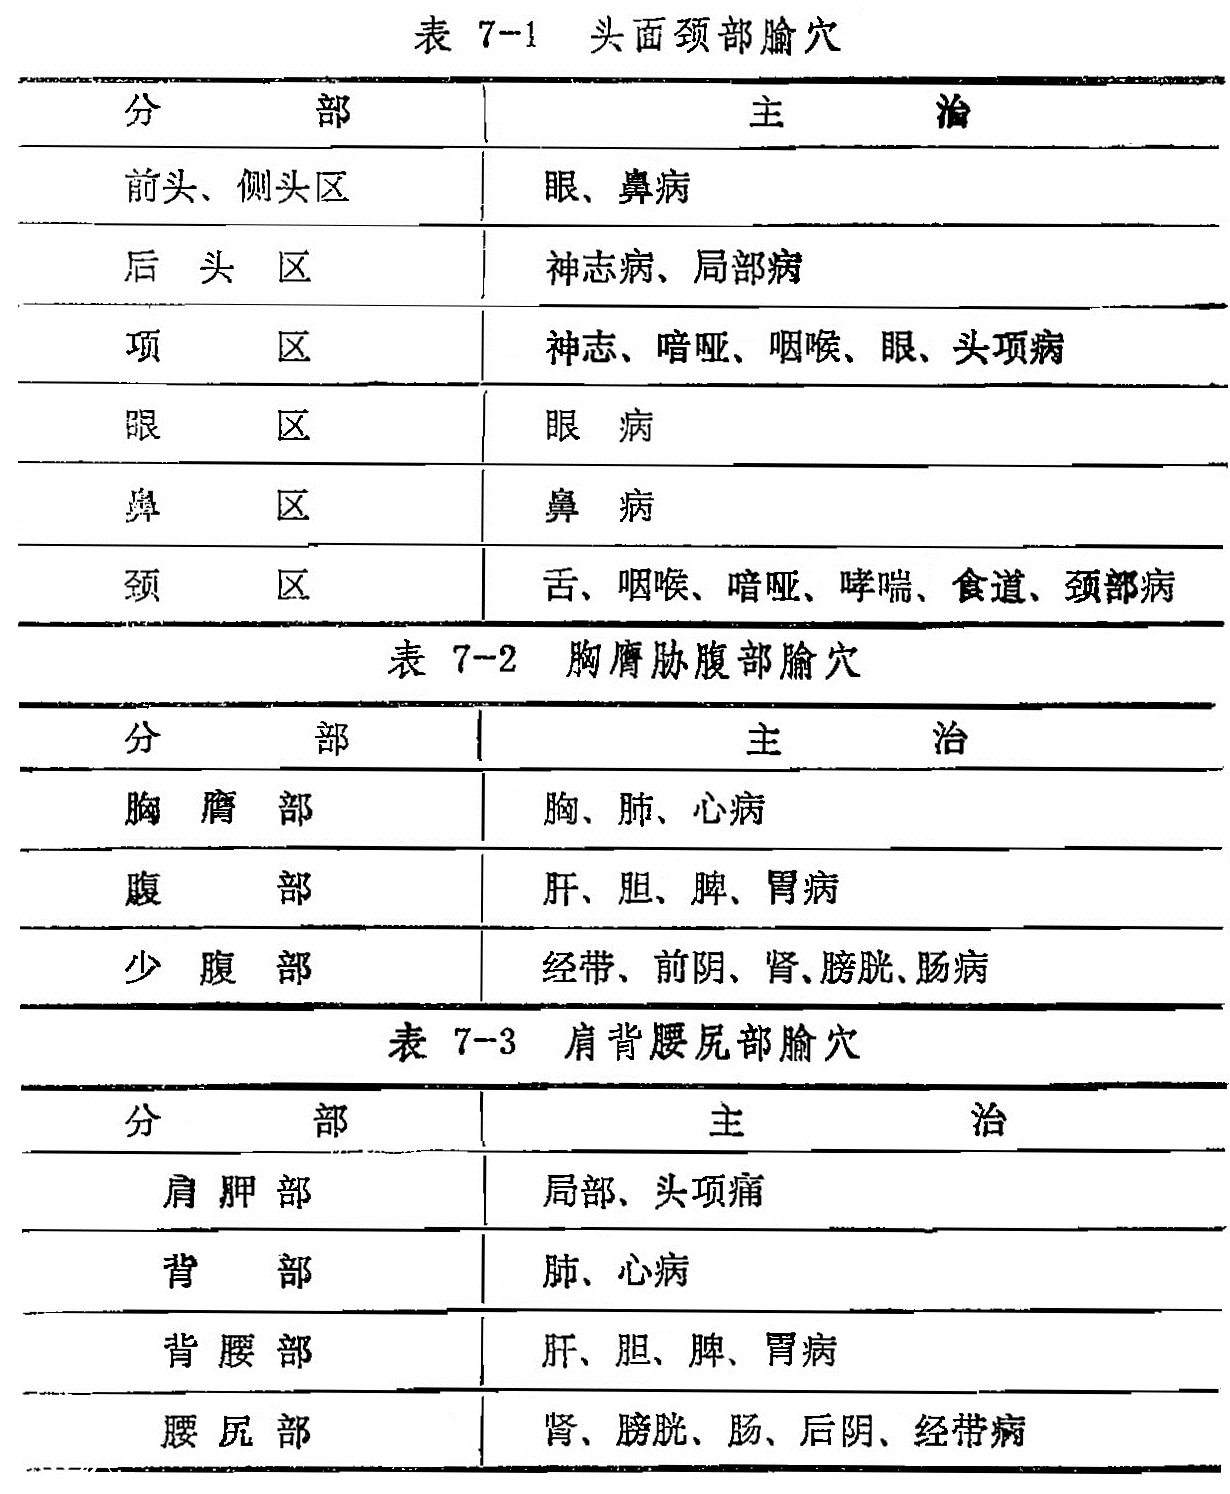 表 7-1 头面颈部腧穴
分部 主治
前头、侧头区 眼、鼻病
后头区 神志病、局部病
项区 神志、喑哑、咽喉、眼、头项病
眼区 眼病
鼻区 鼻病
颈区 舌、咽喉、喑哑、哮喘、食道、颈部病
表 7-2 胸膺胁腹部腧穴
分部 主治
胸膺部 胸、肺、心病
腹部 肝、胆、脾、胃病
少腹部 经带、前阴、肾、膀胱、肠病
表 7-3 肩背腰尻部腧穴
分部 主治
肩胛部 局部、头项痛
背部 肺、心病
背腰部 肝、胆、脾、胃病
腰尻部 肾、膀胱、肠、后阴、经带病